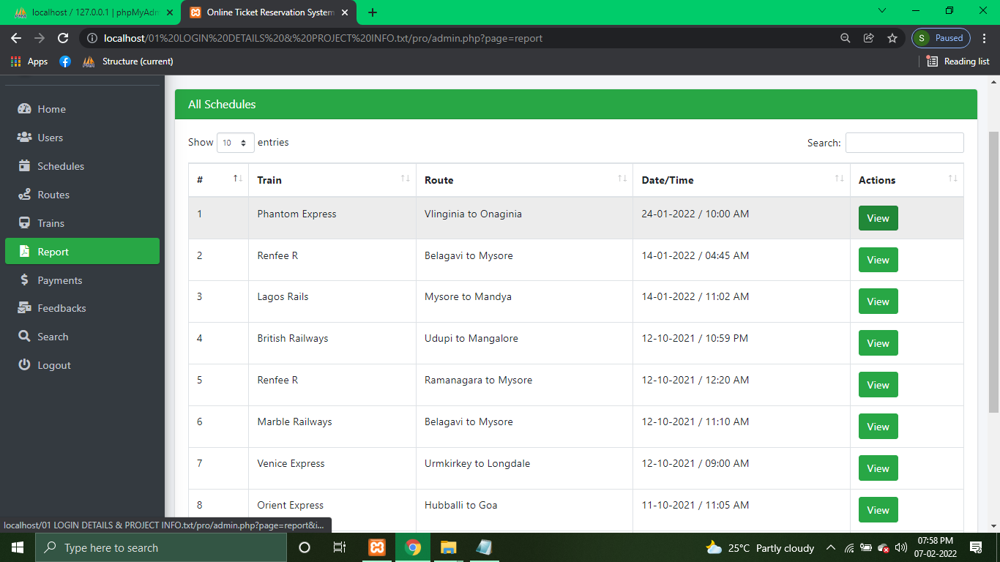 localhost / 127.0.0.1 | phpMyAdm
Online Ticket Reservation System
localhost/01%20LOGIN%20DETAILS%20&%20PROJECT%20INFO.txt/pro/admin.php?page=report
S Paused
Apps
Structure (current)
Reading list
Home
Users
Schedules
Routes
Trains
Report
Payments
Feedbacks
Search
Logout
All Schedules
Show 10 entries
Search:
# Train Route Date/Time Actions
1 Phantom Express Vlinginia to Onaginia 24-01-2022 / 10:00 AM View
2 Renfee R Belagavi to Mysore 14-01-2022 / 04:45 AM View
3 Lagos Rails Mysore to Mandya 14-01-2022 / 11:02 AM View
4 British Railways Udupi to Mangalore 12-10-2021 / 10:59 PM View
5 Renfee R Ramanagara to Mysore 12-10-2021 / 12:20 AM View
6 Marble Railways Belagavi to Mysore 12-10-2021 / 11:10 AM View
7 Venice Express Urmkirkey to Longdale 12-10-2021 / 09:00 AM View
8 Orient Express Hubballi to Goa 11-10-2021 / 11:05 AM View
localhost/01 LOGIN DETAILS & PROJECT INFO.txt/pro/admin.php?page=report&i...
Type here to search
25°C Partly cloudy
07:58 PM
07-02-2022